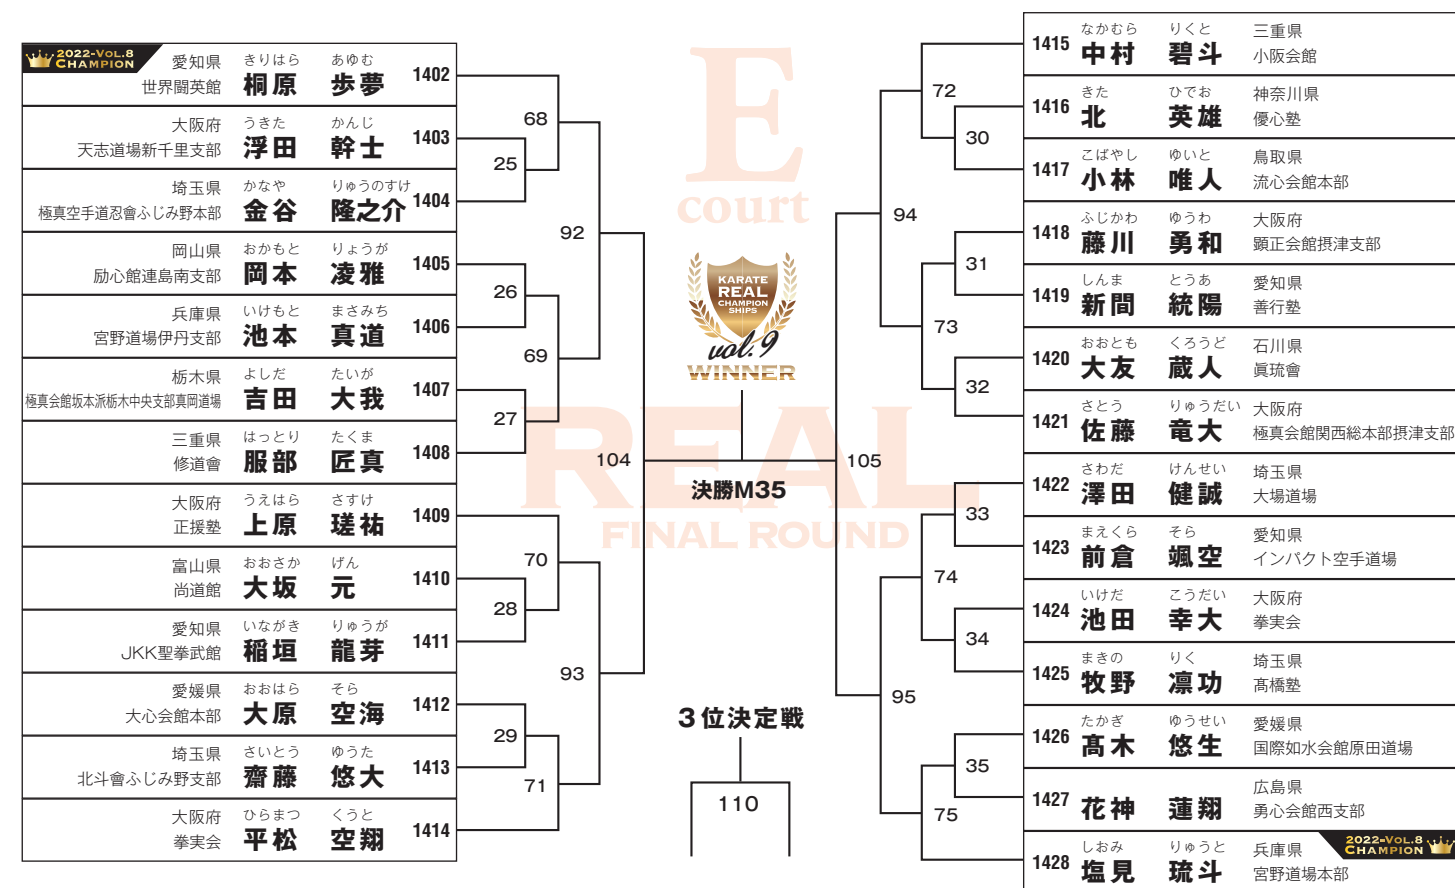 2022-VOL.8
CHAMPION
愛知県 きりはら あゆむ
世界闘英館 桐原 歩夢 1402
大阪府 うきた かんじ
天志道場新千里支部 浮田 幹士 1403
埼玉県 かなや りゅうのすけ
極真空手道忍會ふじみ野本部 金谷 隆之介 1404
岡山県 おかもと りょうが
励心館連島南支部 岡本 凌雅 1405
兵庫県 いけもと まさみち
宮野道場伊丹支部 池本 真道 1406
栃木県 よしだ たいが
極真会館坂本派栃木中央支部真岡道場 吉田 大我 1407
三重県 はっとり たくま
修道會 服部 匠真 1408
大阪府 うえはら さすけ
正援塾 上原 瑳祐 1409
富山県 おおさか げん
尚道館 大坂 元 1410
愛知県 いながき りゅうが
JKK聖拳武館 稲垣 龍芽 1411
愛媛県 おおはら そら
大心会館本部 大原 空海 1412
埼玉県 さいとう ゆうた
北斗會ふじみ野支部 齋藤 悠大 1413
大阪府 ひらまつ くうと
拳実会 平松 空翔 1414
68
25
92
26
69
27
104
70
28
93
29
71
E
court
KARATE
REAL
CHAMPION
SHIPS
vol.9
WINNER
REAL
FINAL ROUND
決勝M35
3位決定戦
110
72
30
94
31
73
32
105
33
74
34
95
35
75
なかむら りくと 三重県
1415 中村 碧斗 小阪会館
きた ひでお 神奈川県
1416 北 英雄 優心塾
こばやし ゆいと 鳥取県
1417 小林 唯人 流心会館本部
ふじかわ ゆうわ 大阪府
1418 藤川 勇和 顕正会館摂津支部
しんま とうあ 愛知県
1419 新間 統陽 善行塾
おおとも くろうど 石川県
1420 大友 蔵人 眞琉會
さとう りゅうだい 大阪府
1421 佐藤 竜大 極真会館関西総本部摂津支部
さわだ けんせい 埼玉県
1422 澤田 健誠 大場道場
まえくら そら 愛知県
1423 前倉 颯空 インパクト空手道場
いけだ こうだい 大阪府
1424 池田 幸大 拳実会
まきの りく 埼玉県
1425 牧野 凛功 髙橋塾
たかぎ ゆうせい 愛媛県
1426 髙木 悠生 国際如水会館原田道場
広島県
1427 花神 蓮翔 勇心会館西支部
しおみ りゅうと 兵庫県
1428 塩見 琉斗 宮野道場本部
2022-VOL.8
CHAMPION